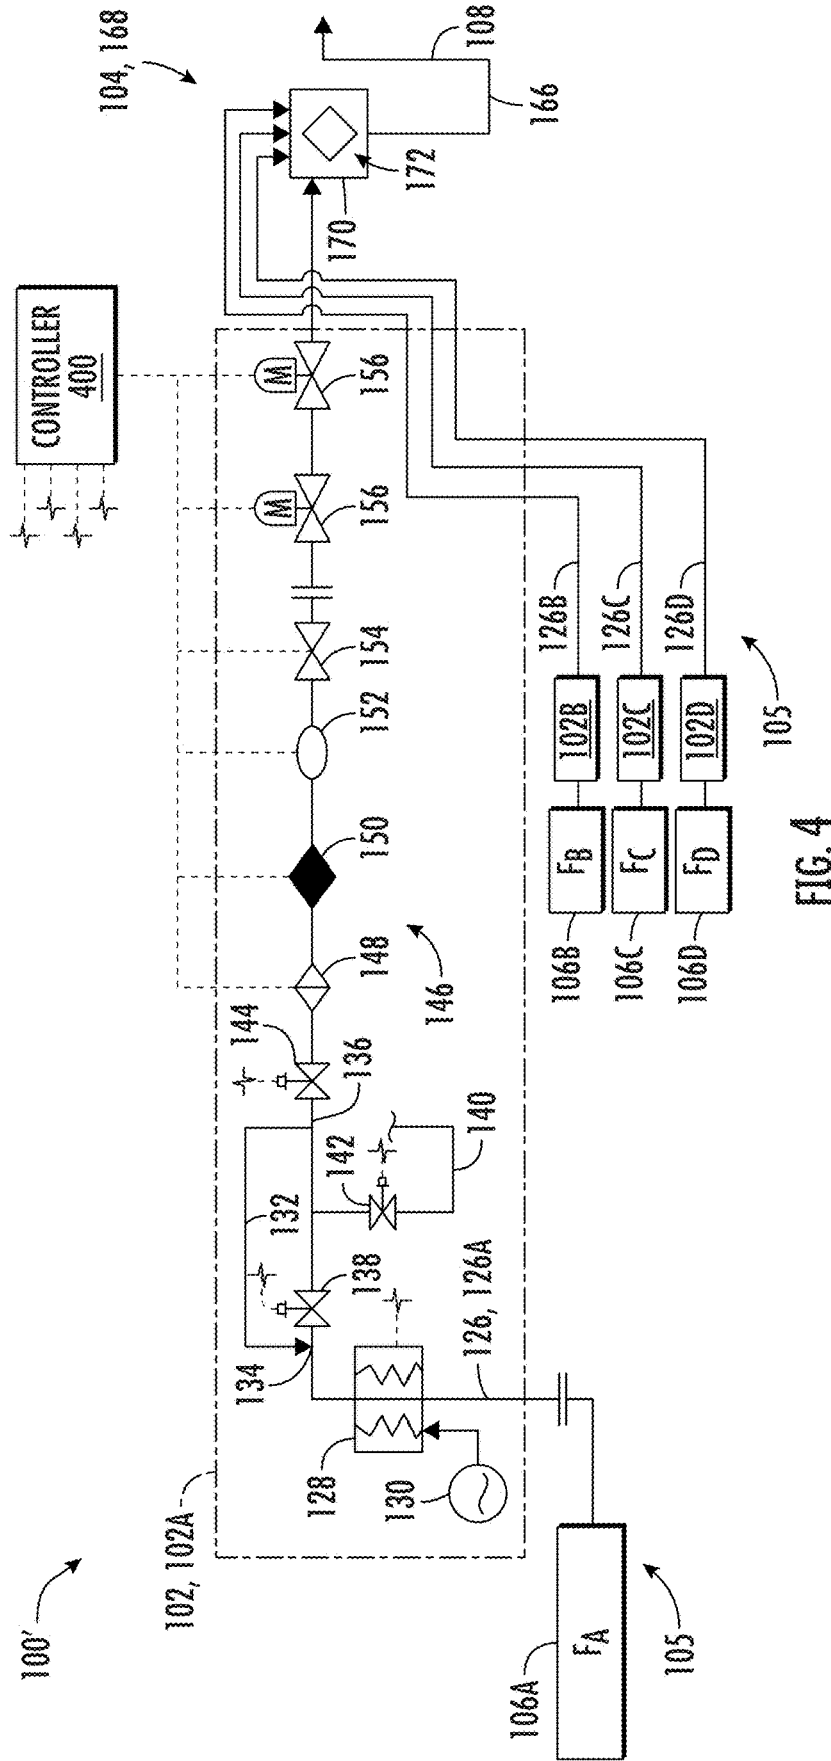 100'
102, 102A
CONTROLLER
400
104, 168
108
166
172
170
M
156
M
156
154
152
150
148
146
144
136
132
142
140
138
134
128
130
126, 126A
106A
FA
105
126B
126C
126D
102B
102C
102D
FB
FC
FD
106B
106C
106D
105
FIG. 4